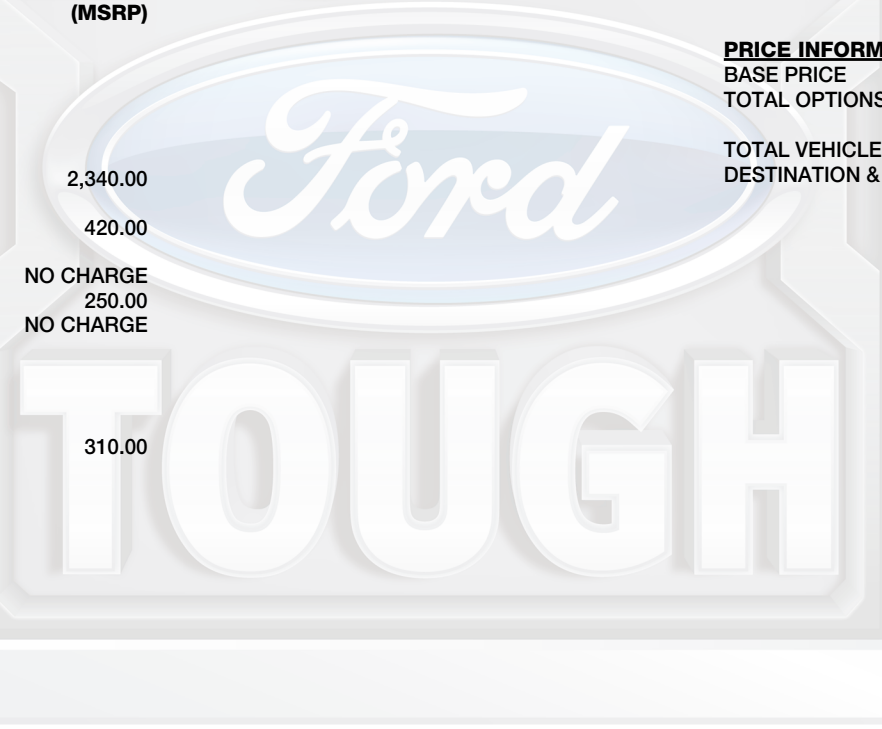 (MSRP)
2,340.00
420.00
NO CHARGE
250.00
NO CHARGE
310.00
PRICE INFORM
BASE PRICE
TOTAL OPTIONS
TOTAL VEHICLE
DESTINATION &
Ford
TOUGH